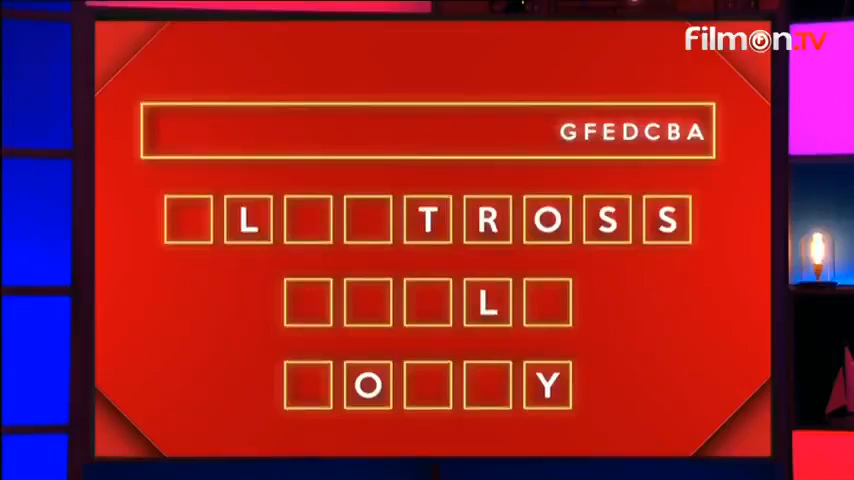 Filmon.TV
GFEDCBA
L TROSS
L
O Y